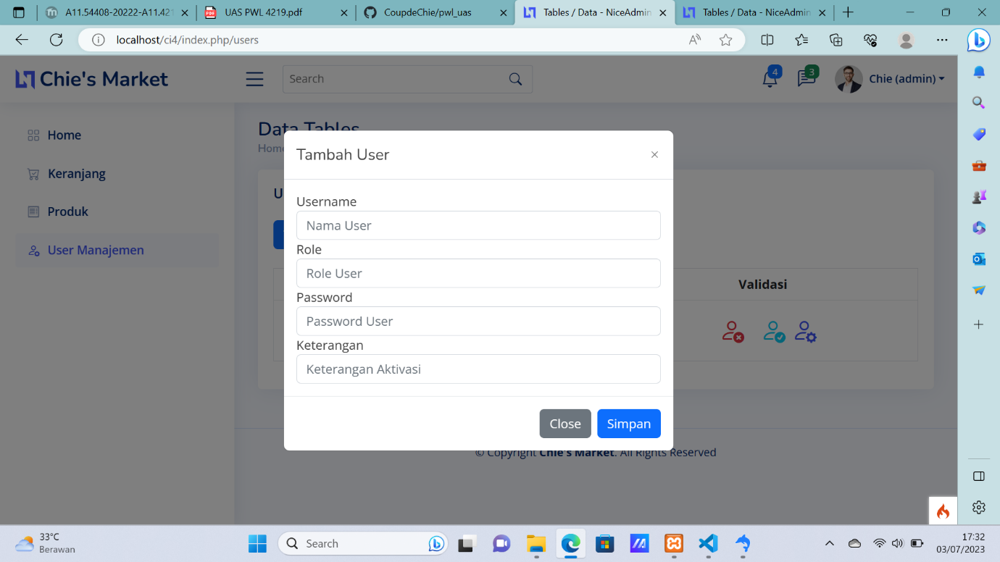 A11.54408-20222-A11.421
UAS PWL 4219.pdf
CoupdeChie/pwl_uas
Tables / Data - NiceAdmin
Tables / Data - NiceAdmin
localhost/ci4/index.php/users
Chie's Market
Search
4
3
Chie (admin)
Home
Keranjang
Produk
User Manajemen
Data Tables
Home
Tambah User
Username
Nama User
Role
Role User
Password
Password User
Keterangan
Keterangan Aktivasi
Close
Simpan
Validasi
© Copyright Chie's Market. All Rights Reserved
33°C
Berawan
Search
17:32
03/07/2023